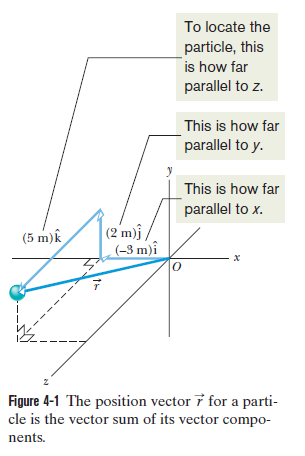 To locate the
particle, this
is how far
parallel to z.
This is how far
parallel to y.
This is how far
parallel to x.
y
(5 m)k̂
(2 m)ĵ
(–3 m)î
x
O
r⃗
z
Figure 4-1 The position vector r⃗ for a parti-
cle is the vector sum of its vector compo-
nents.